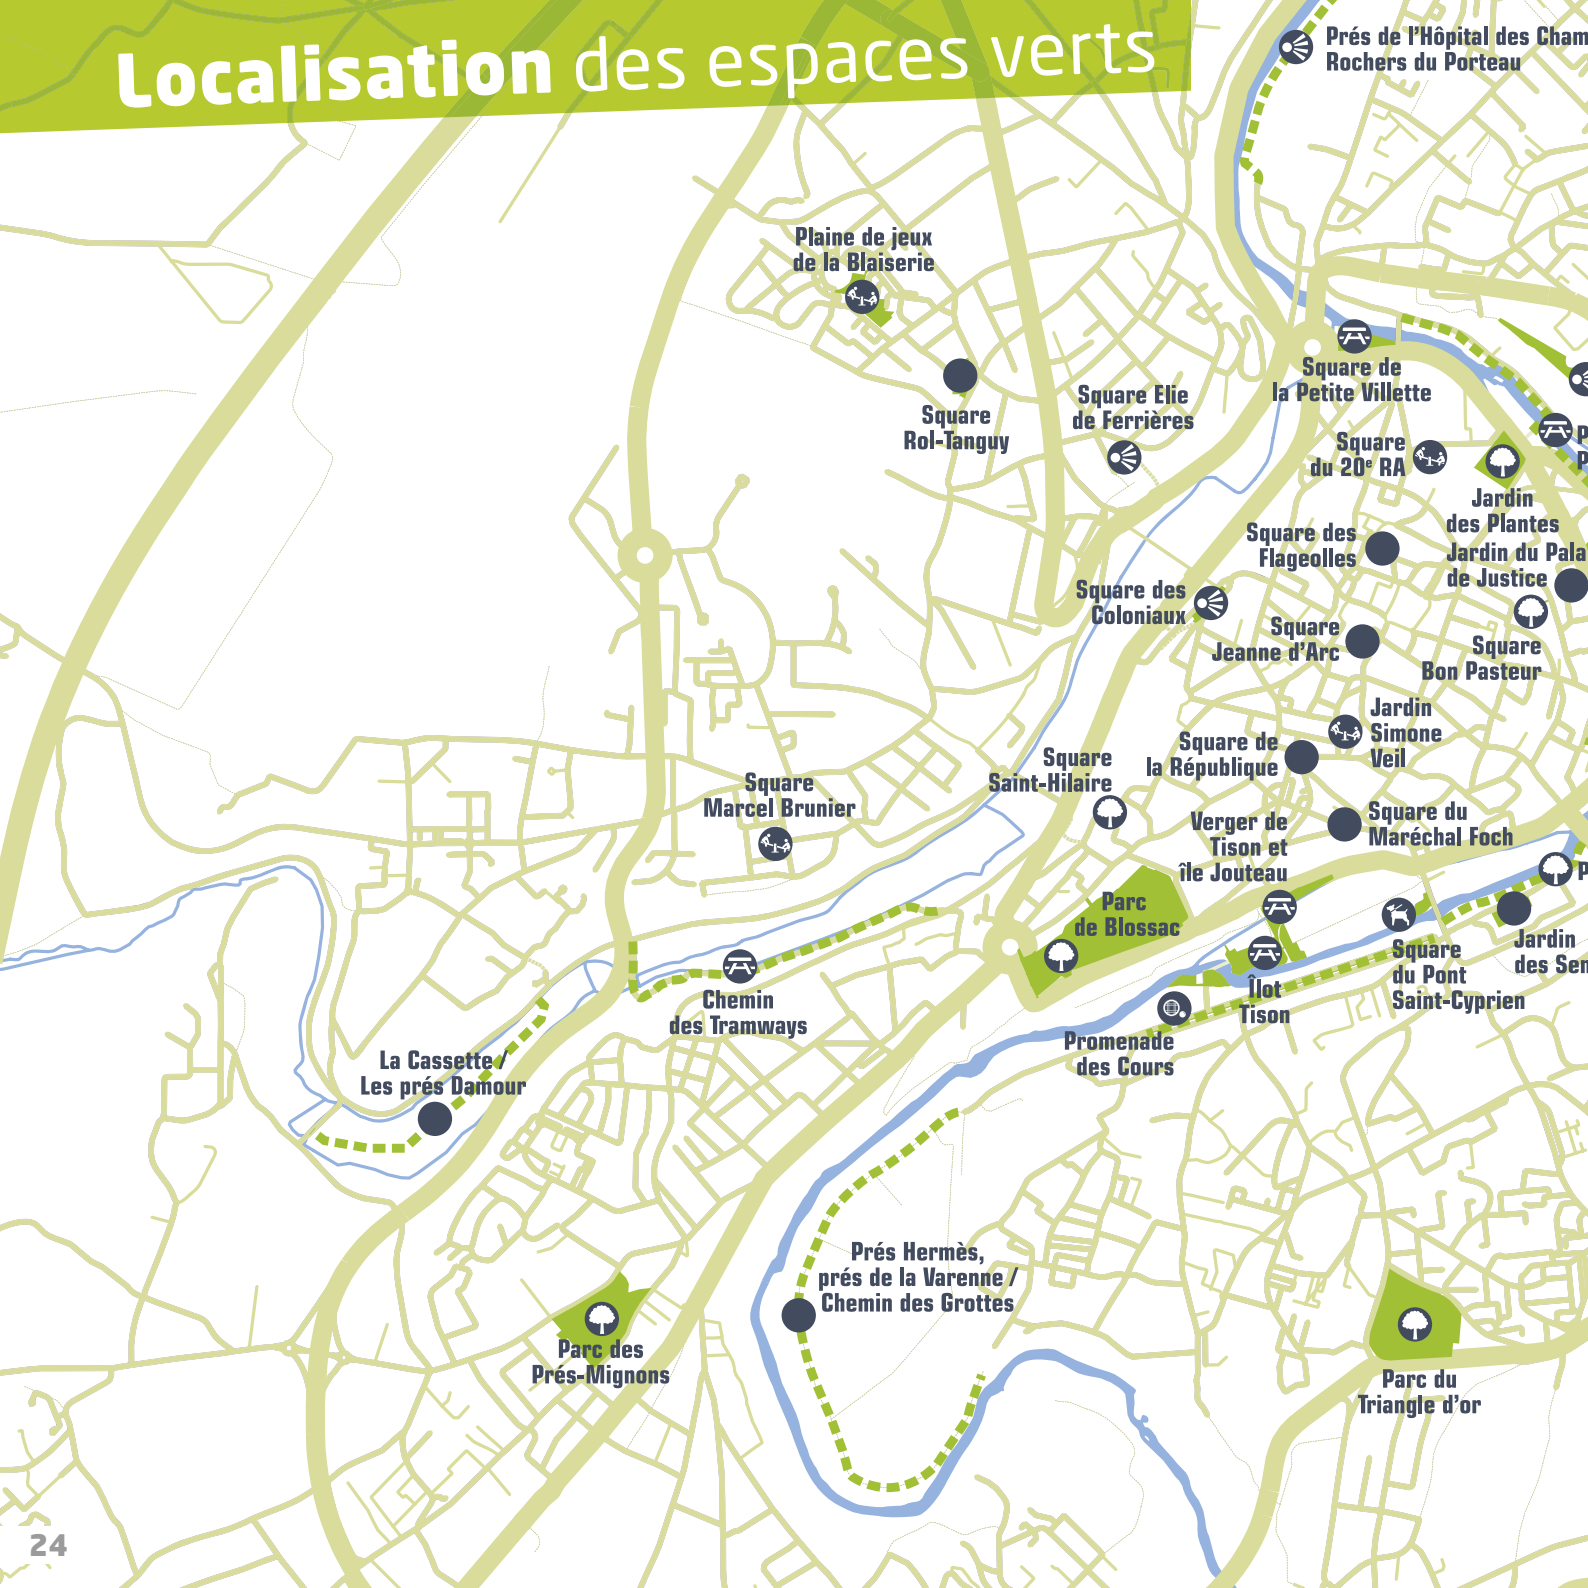 Localisation des espaces verts
Prés de l'Hôpital des Cham
Rochers du Porteau
Plaine de jeux
de la Blaiserie
Square
Rol-Tanguy
Square Elie
de Ferrières
Square de
la Petite Villette
Square
du 20e RA
P
P
Jardin
des Plantes
Square des
Flageolles
Jardin du Pala
de Justice
Square des
Coloniaux
Square
Jeanne d'Arc
Square
Bon Pasteur
Jardin
Simone
Veil
Square de
la République
Square
Saint-Hilaire
Square
Marcel Brunier
Square du
Maréchal Foch
Verger de
Tison et
île Jouteau
P
Parc
de Blossac
Jardin
des Sen
Square
du Pont
Saint-Cyprien
Îlot
Tison
Chemin
des Tramways
Promenade
des Cours
La Cassette /
Les prés Damour
Prés Hermès,
prés de la Varenne /
Chemin des Grottes
Parc des
Prés-Mignons
Parc du
Triangle d'or
24